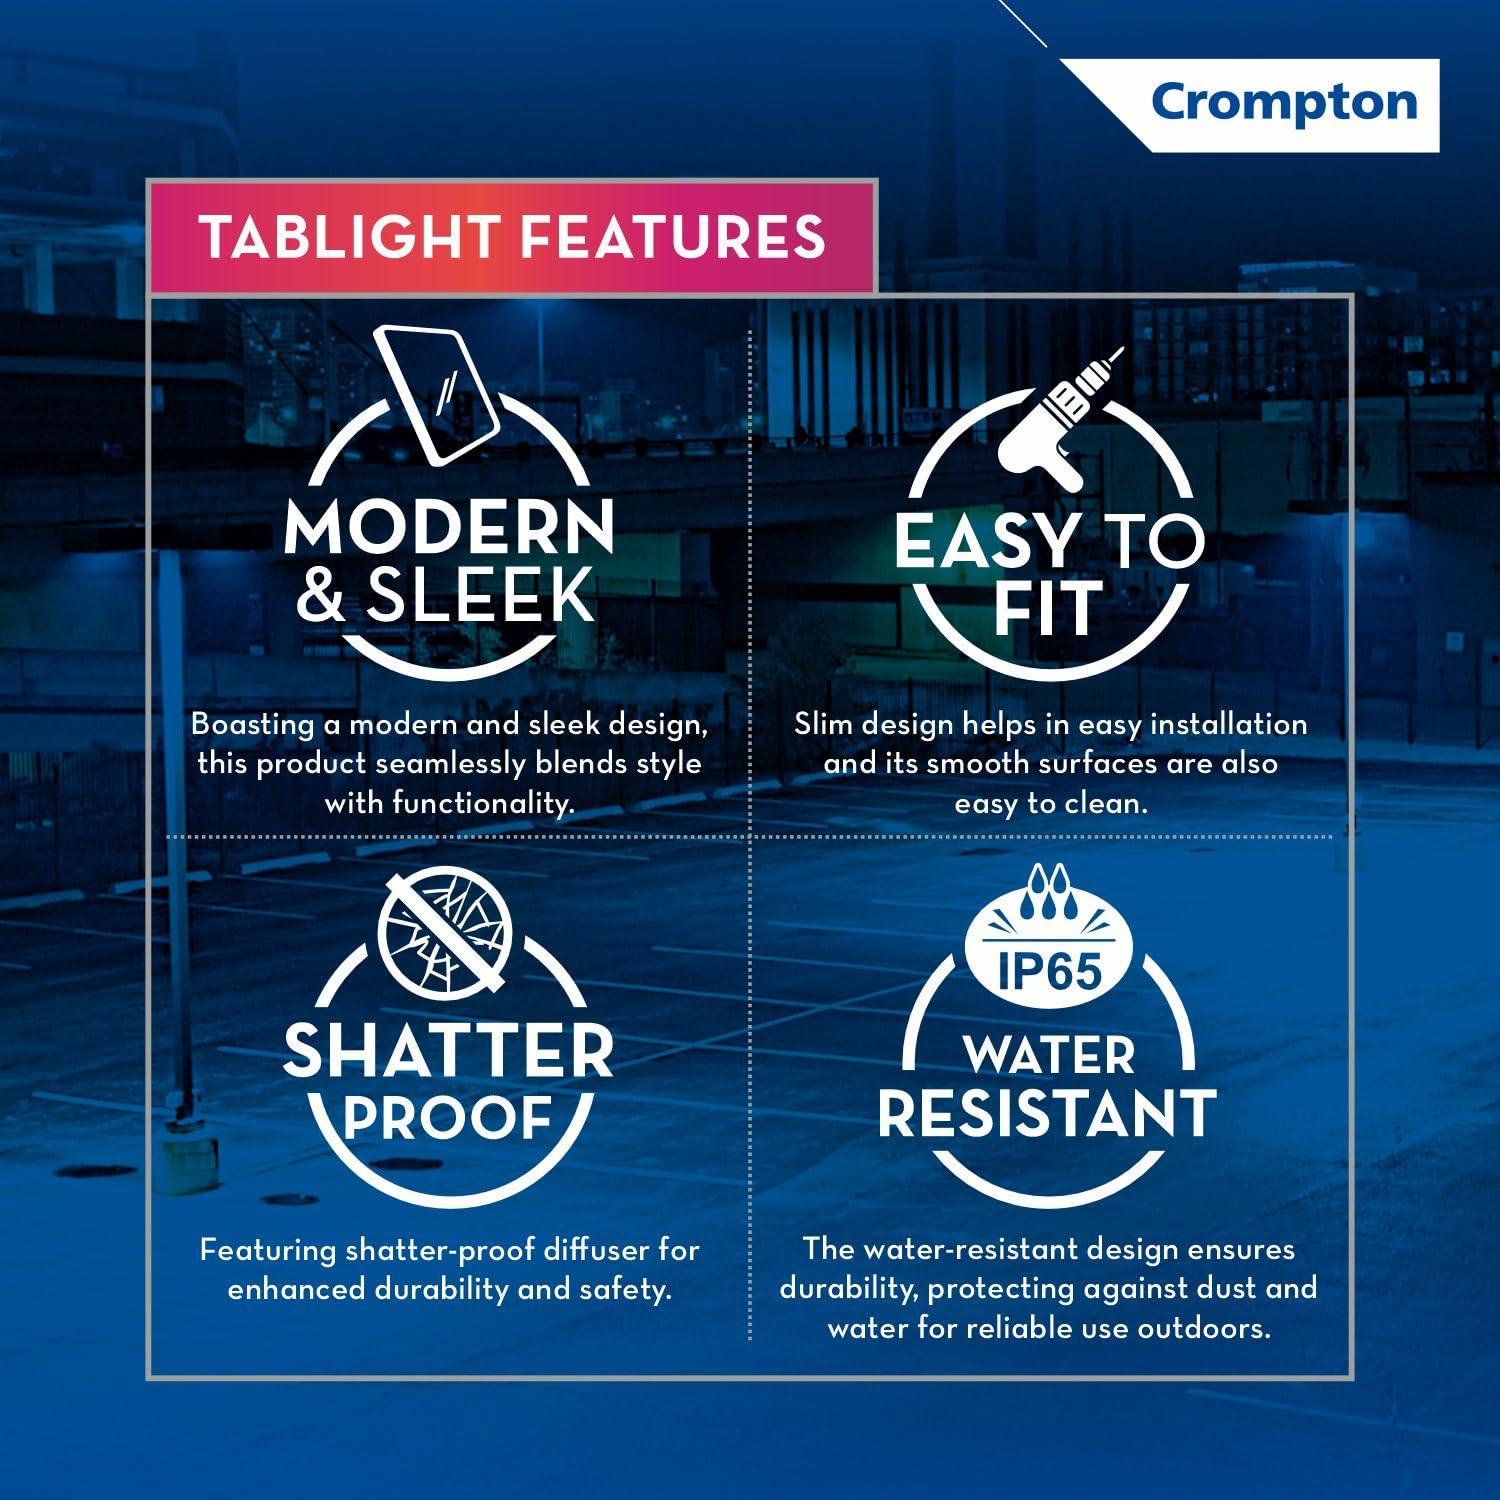 Crompton
TABLIGHT FEATURES
MODERN
& SLEEK
Boasting a modern and sleek design,
this product seamlessly blends style
with functionality.
EASY TO
FIT
Slim design helps in easy installation
and its smooth surfaces are also
easy to clean.
SHATTER
PROOF
Featuring shatter-proof diffuser for
enhanced durability and safety.
IP65
WATER
RESISTANT
The water-resistant design ensures
durability, protecting against dust and
water for reliable use outdoors.